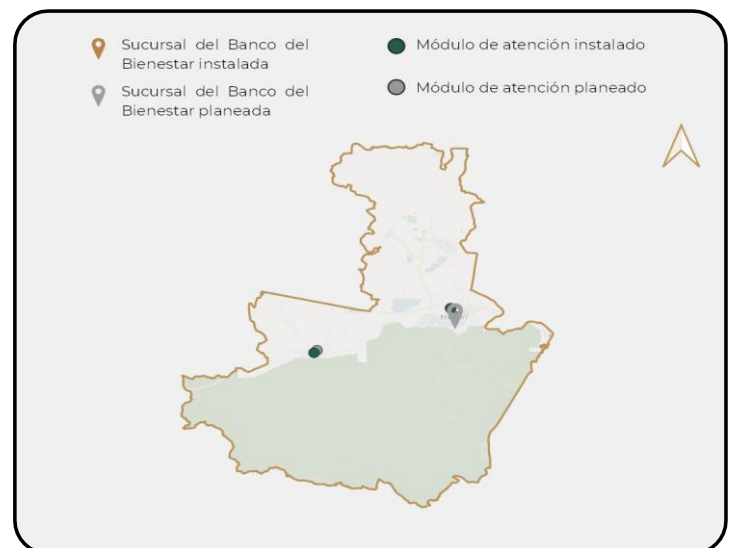 Sucursal del Banco del
Bienestar instalada
Sucursal del Banco del
Bienestar planeada
Módulo de atención instalado
Módulo de atención planeado